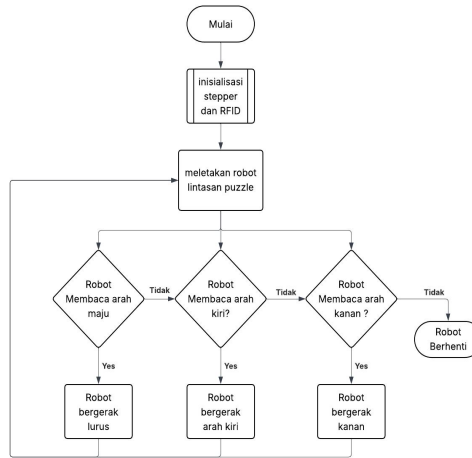 Mulai
inisialisasi
stepper
dan RFID
meletakan robot
lintasan puzzle
Robot
Membaca arah
maju
Tidak
Robot
Membaca arah
kiri?
Tidak
Robot
Membaca arah
kanan ?
Tidak
Robot
Berhenti
Yes
Yes
Yes
Robot
bergerak
lurus
Robot
bergerak
arah kiri
Robot
bergerak
kanan